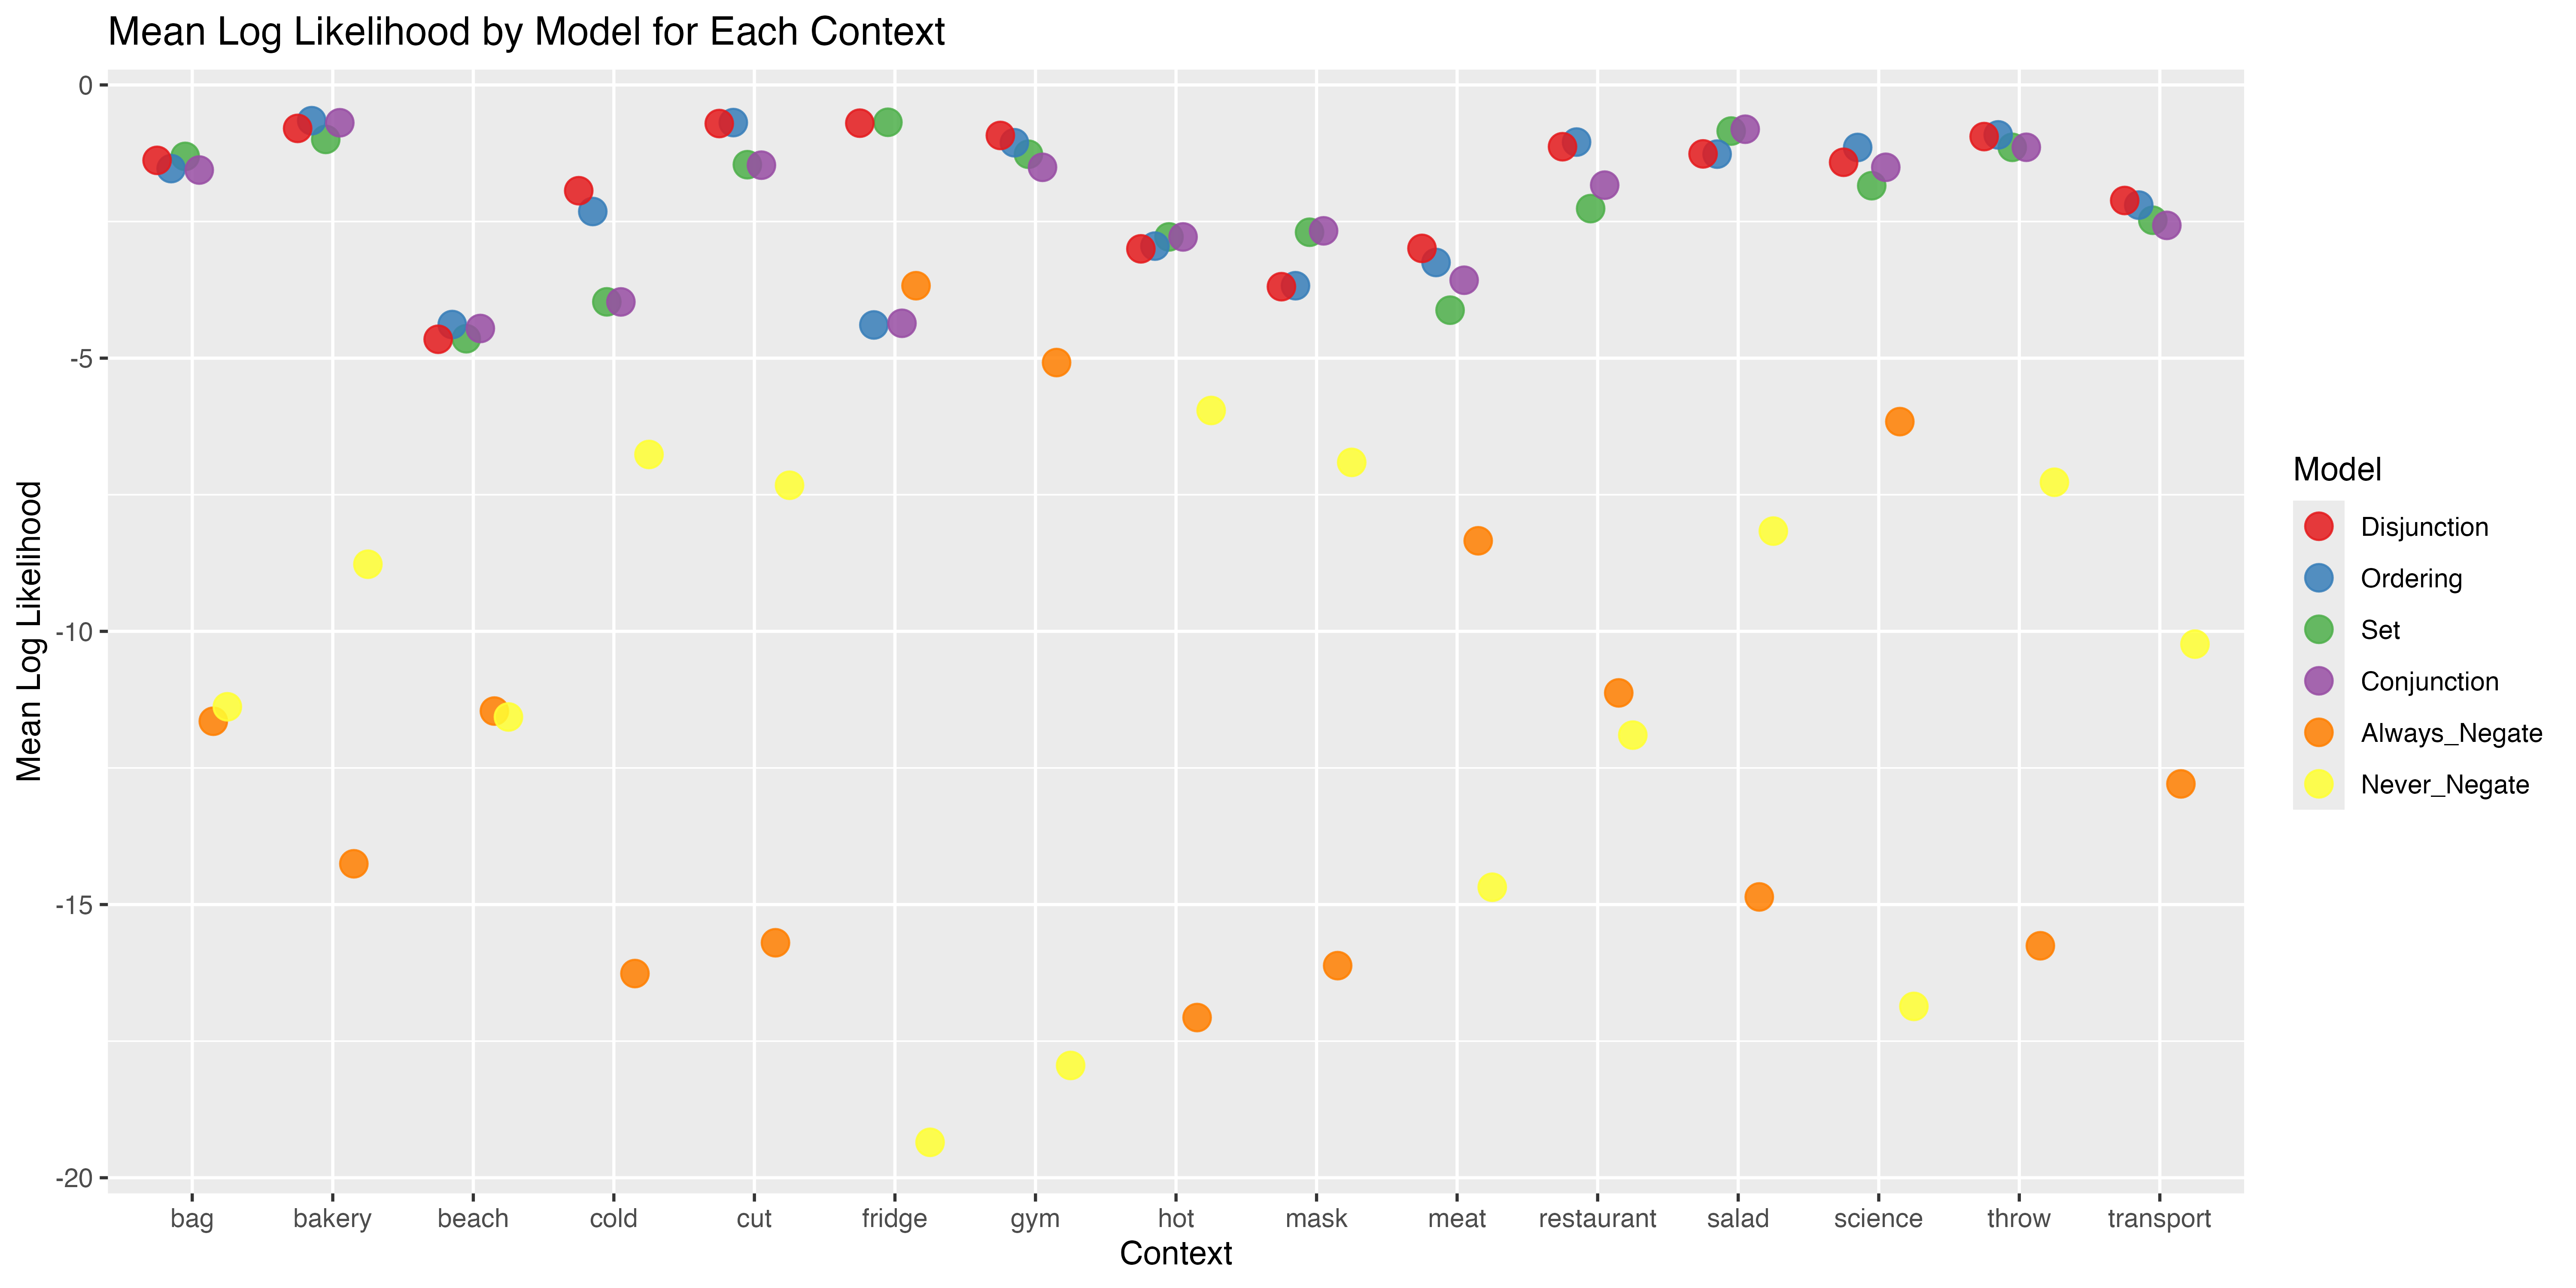 Mean Log Likelihood by Model for Each Context
Mean Log Likelihood
0
-5
-10
-15
-20
bag bakery beach cold cut fridge gym hot mask meat restaurant salad science throw transport
Context
Model
Disjunction
Ordering
Set
Conjunction
Always_Negate
Never_Negate